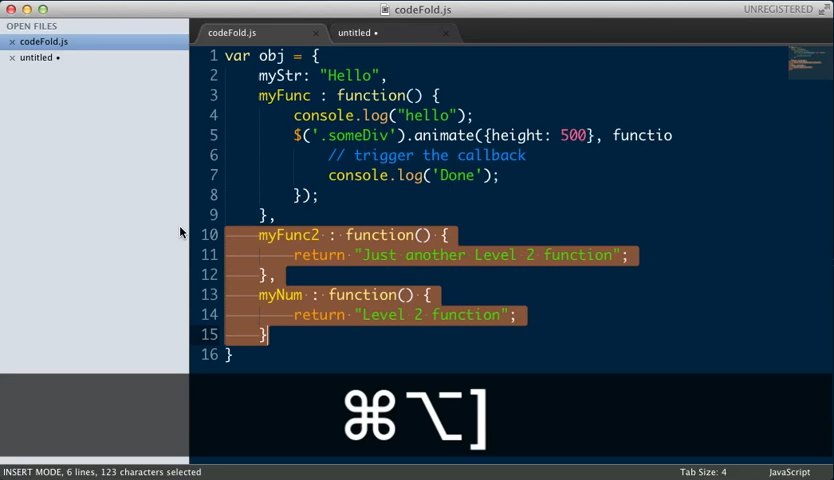 codeFold.js
UNREGISTERED
OPEN FILES
codeFold.js
untitled
codeFold.js
untitled
1 var obj = {
2 myStr: "Hello",
3 myFunc : function() {
4 console.log("hello");
5 $('.someDiv').animate({height: 500}, functio
6 // trigger the callback
7 console.log('Done');
8 });
9 },
10 myFunc2 : function() {
11 return "Just another Level 2 function";
12 },
13 myNum : function() {
14 return "Level 2 function";
15 }
16 }
⌘⌥]
INSERT MODE, 6 lines, 123 characters selected
Tab Size: 4
JavaScript